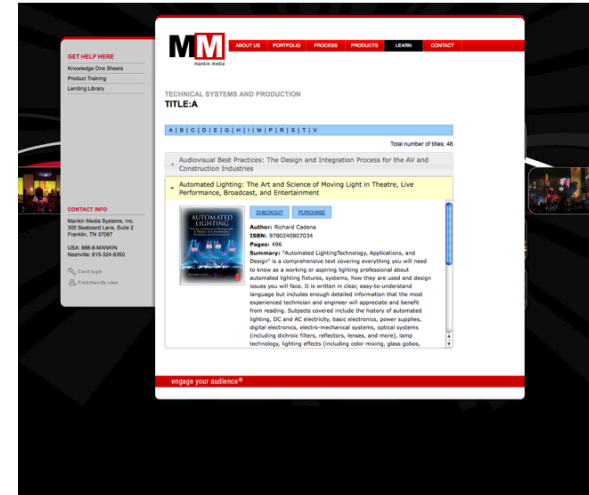 MM
mankin media
ABOUT US PORTFOLIO PROCESS PRODUCTS LEARN CONTACT
GET HELP HERE
Knowledge One Sheets
Product Training
Lending Library
CONTACT INFO
Mankin Media Systems, Inc.
300 Seaboard Lane, Suite 2
Franklin, TN 37067
USA: 888-8-MANKIN
Nashville: 615-324-8350
Client login
Print-friendly view
TECHNICAL SYSTEMS AND PRODUCTION
TITLE:A
A | B | C | D | E | G | H | I | M | P | R | S | T | V
Total number of titles: 46
Audiovisual Best Practices: The Design and Integration Process for the AV and
Construction Industries
Automated Lighting: The Art and Science of Moving Light in Theatre, Live
Performance, Broadcast, and Entertainment
AUTOMATED
LIGHTING
CHECKOUT PURCHASE
Author: Richard Cadena
ISBN: 9780240807034
Pages: 496
Summary: "Automated LightingTechnology, Applications, and
Design" is a comprehensive text covering everything you will need
to know as a working or aspiring lighting professional about
automated lighting fixtures, systems, how they are used and design
issues you will face. It is written in clear, easy-to-understand
language but includes enough detailed information that the most
experienced technician and engineer will appreciate and benefit
from reading. Subjects covered include the history of automated
lighting, DC and AC electricity, basic electronics, power supplies,
digital electronics, electro-mechanical systems, optical systems
(including dichroic filters, reflectors, lenses, and more), lamp
technology, lighting effects (including color mixing, glass gobos,
engage your audience®